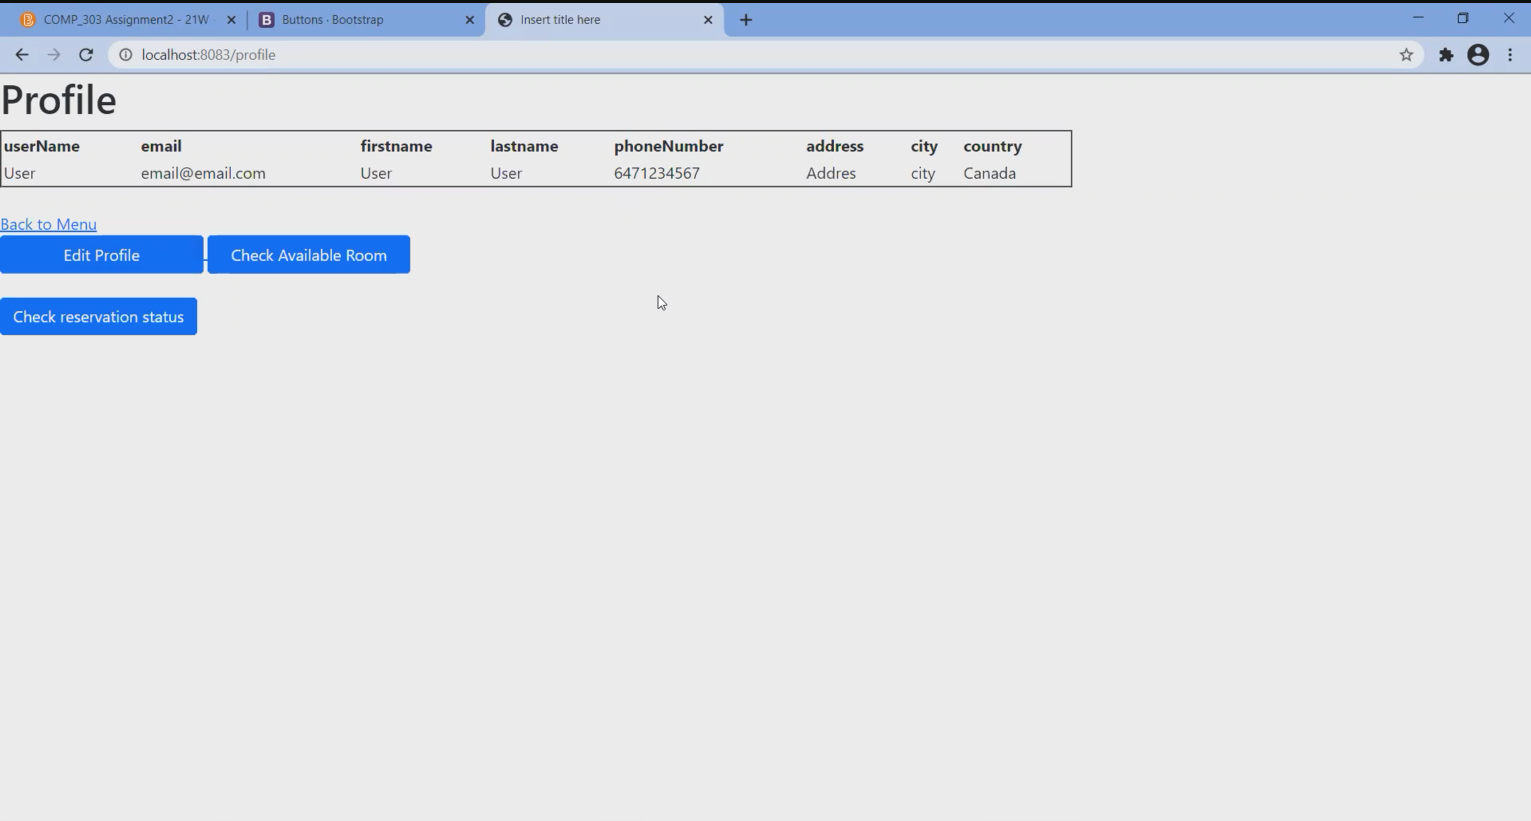 COMP_303 Assignment2 - 21W
Buttons · Bootstrap
Insert title here
localhost:8083/profile
Profile
userName email firstname lastname phoneNumber address city country
User email@email.com User User 6471234567 Addres city Canada
Back to Menu
Edit Profile Check Available Room
Check reservation status